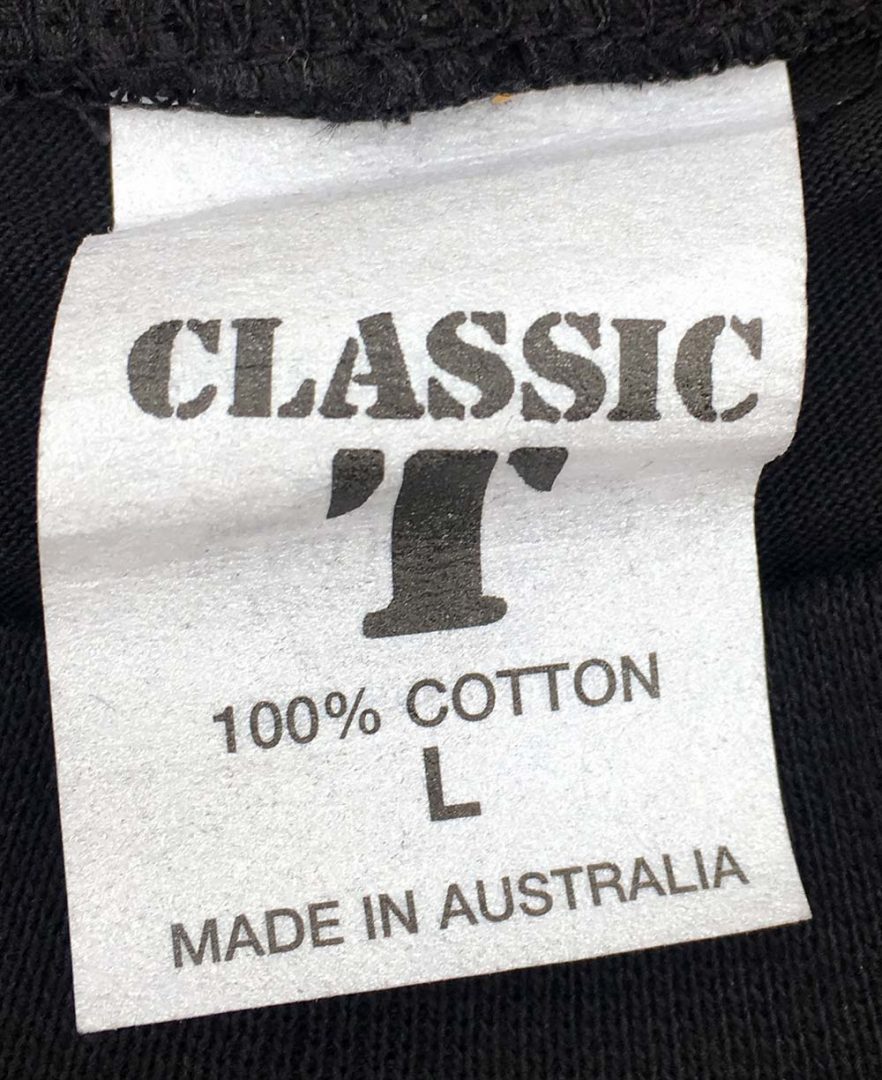 CLASSIC
T
100% COTTON
L
MADE IN AUSTRALIA